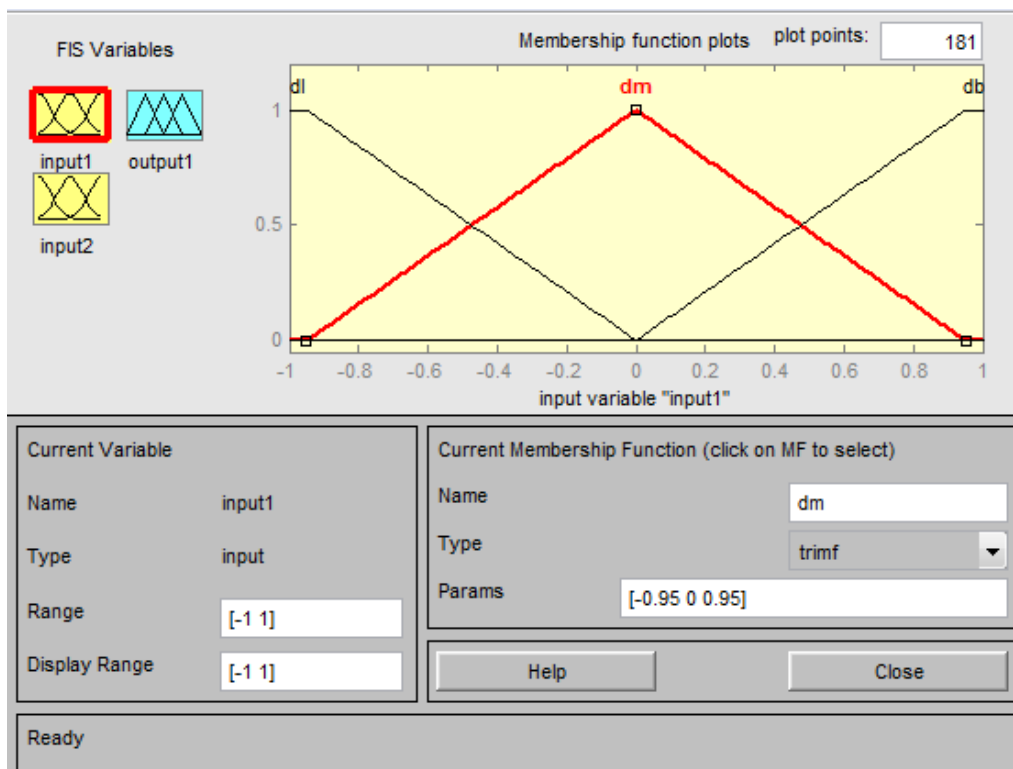 FIS Variables
Membership function plots
plot points:
181
input1
output1
input2
dl
dm
db
1
0.5
0
-1 -0.8 -0.6 -0.4 -0.2 0 0.2 0.4 0.6 0.8 1
input variable "input1"
Current Variable
Name input1
Type input
Range [-1 1]
Display Range [-1 1]
Current Membership Function (click on MF to select)
Name dm
Type trimf
Params [-0.95 0 0.95]
Help Close
Ready